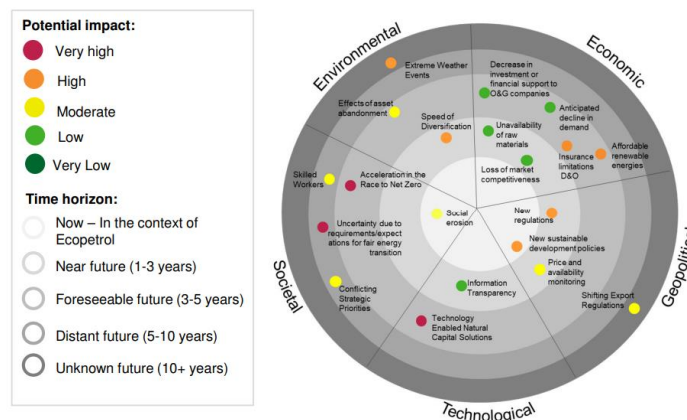 Potential impact:
Very high
High
Moderate
Low
Very Low
Time horizon:
Now – In the context of
Ecopetrol
Near future (1-3 years)
Foreseeable future (3-5 years)
Distant future (5-10 years)
Unknown future (10+ years)
Environmental
Economic
Geopolitical
Technological
Societal
Extreme Weather
Events
Effects of asset
abandonment
Speed of
Diversification
Decrease in
investment or
financial support to
O&G companies
Anticipated
decline in
demand
Unavailability
of raw
materials
Insurance
limitations
D&O
Affordable
renewable
energies
Loss of market
competitiveness
Skilled
Workers
Acceleration in the
Race to Net Zero
Uncertainty due to
requirements/expect
ations for fair energy
transition
Social
erosion
Conflicting
Strategic
Priorities
New
regulations
New sustainable
development policies
Price and
availability
monitoring
Shifting Export
Regulations
Information
Transparency
Technology
Enabled Natural
Capital Solutions